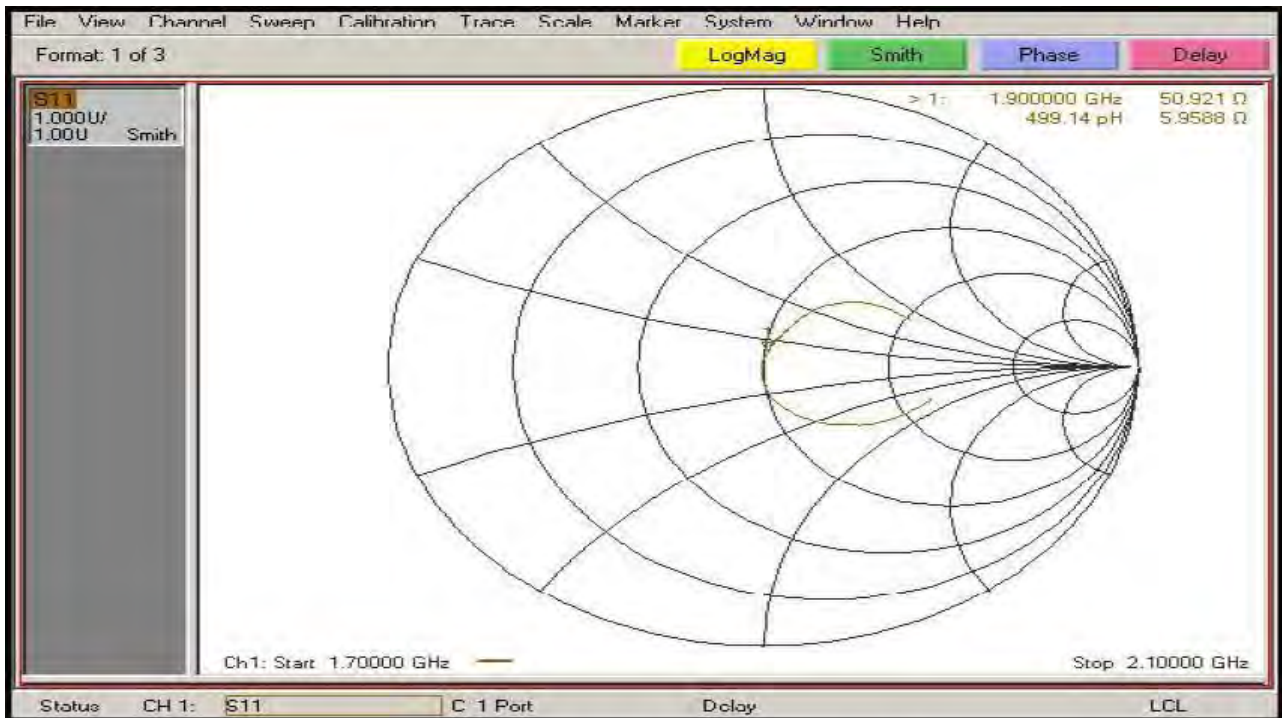 File View Channel Sweep Calibration Trace Scale Marker System Window Help
Format: 1 of 3 LogMag Smith Phase Delay
S11
1.000U/
1.00U Smith
> 1: 1.900000 GHz 50.921 Ω
499.14 pH 5.9588 Ω
1
Ch1: Start 1.70000 GHz Stop 2.10000 GHz
Status CH 1: S11 C 1 Port Delay LCL